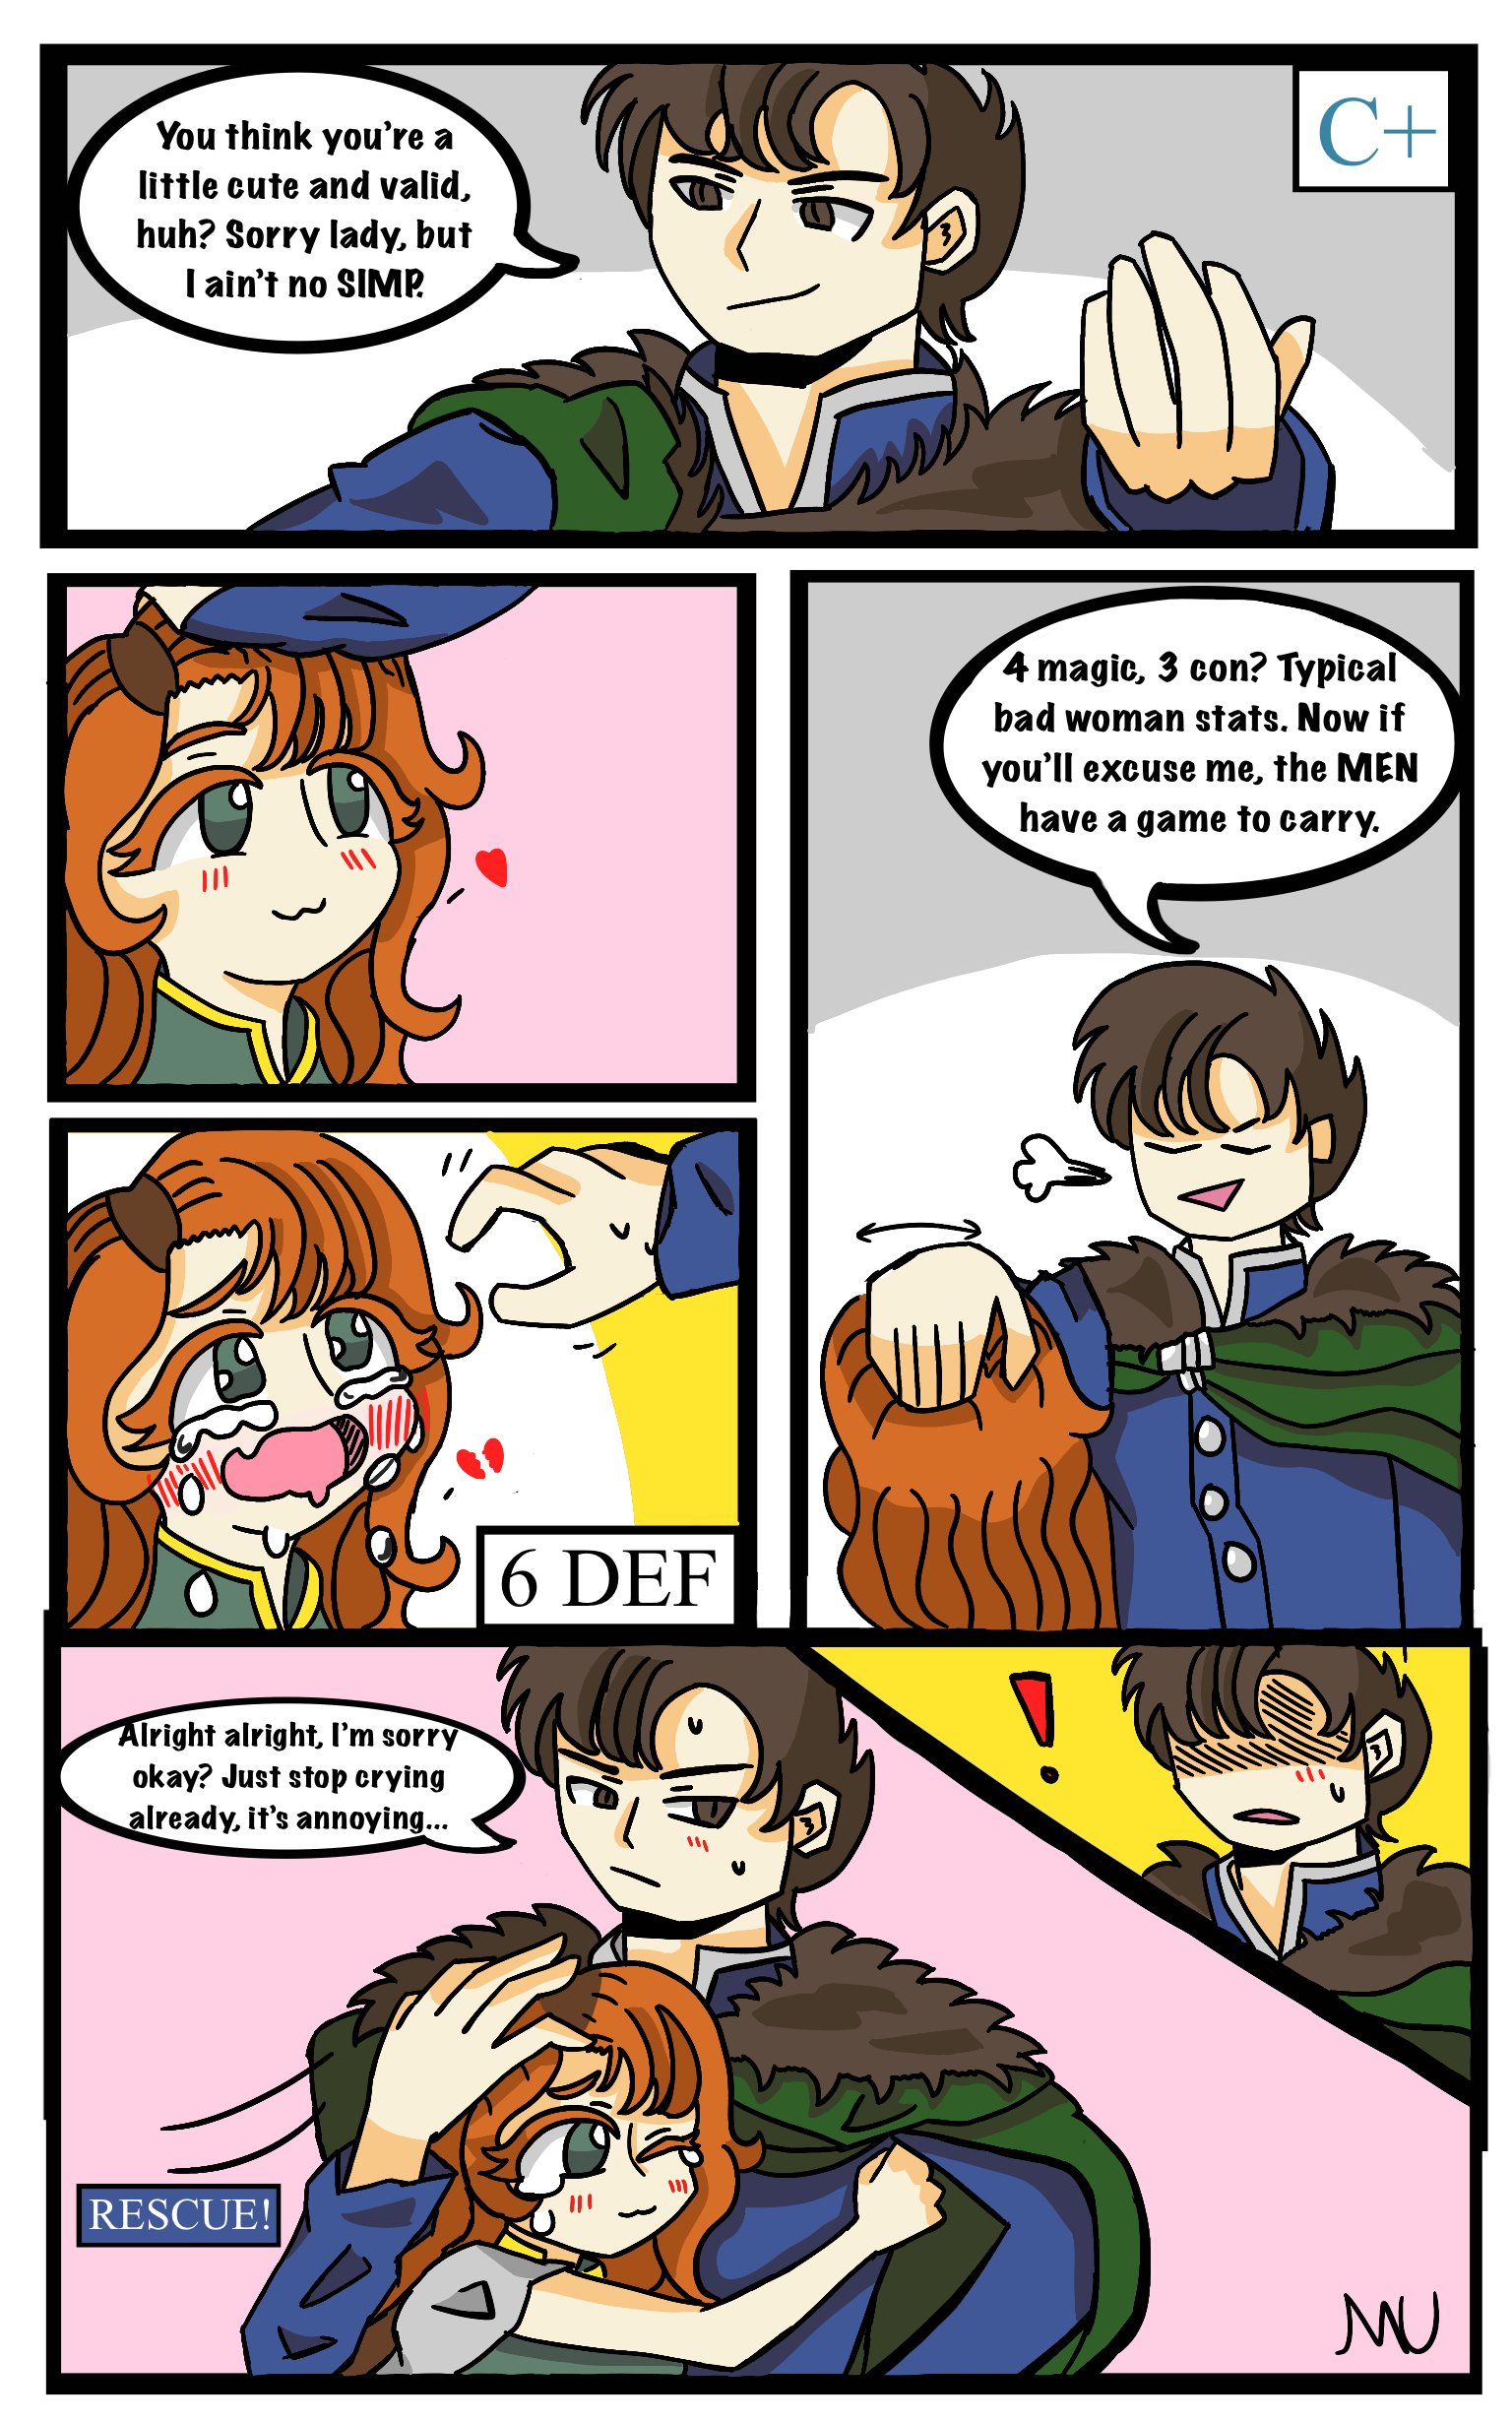 You think you're a
little cute and valid,
huh? Sorry lady, but
I ain't no SIMP.
C+
4 magic, 3 con? Typical
bad woman stats. Now if
you'll excuse me, the MEN
have a game to carry.
6 DEF
Alright alright, I'm sorry
okay? Just stop crying
already, it's annoying...
!
RESCUE!
MU